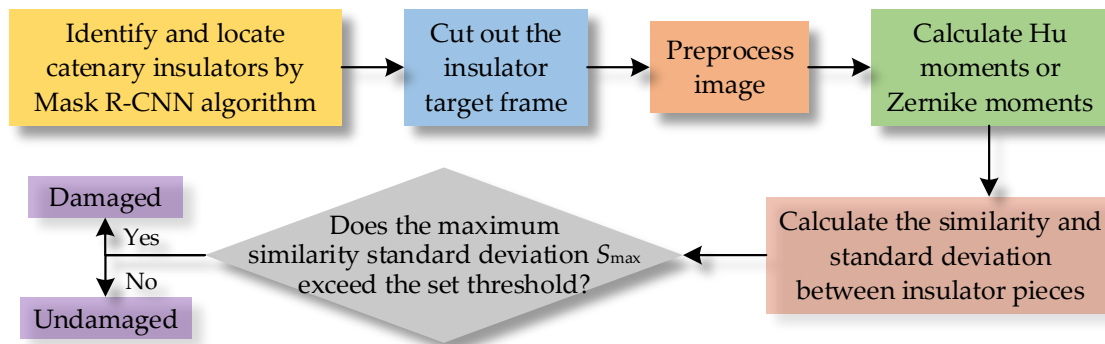 Identify and locate
catenary insulators by
Mask R-CNN algorithm
Cut out the
insulator
target frame
Preprocess
image
Calculate Hu
moments or
Zernike moments
Calculate the similarity and
standard deviation
between insulator pieces
Does the maximum
similarity standard deviation Smax
exceed the set threshold?
Damaged
Yes
No
Undamaged